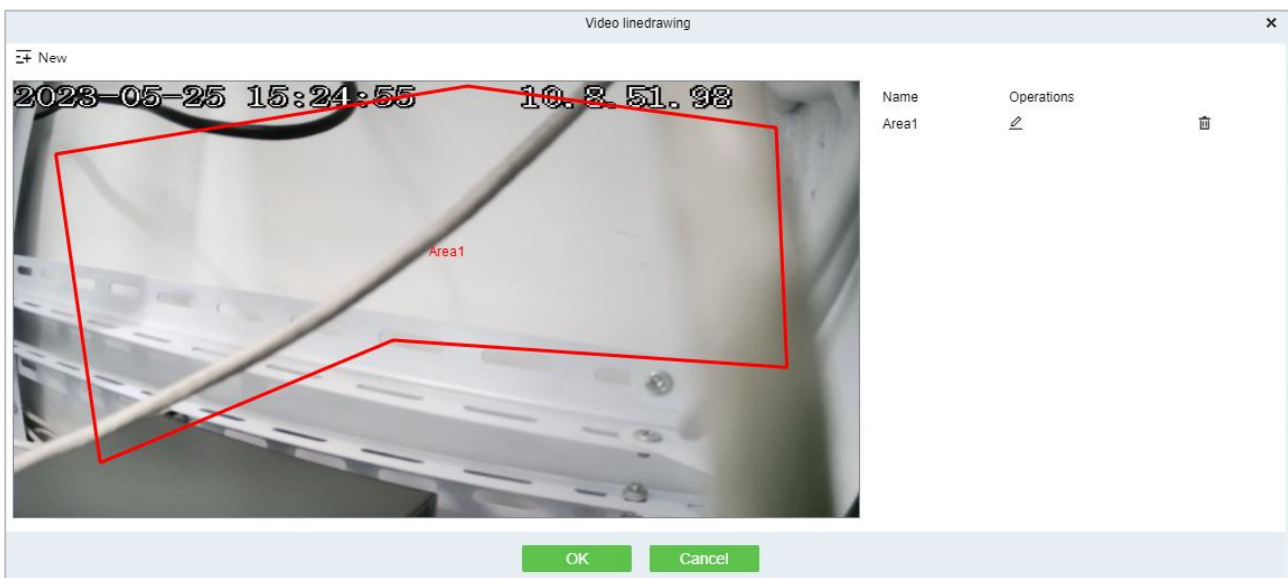 Video linedrawing
New
2023-05-25 15:24:55 10.8.51.98
Name Operations
Area1
Area1
OK Cancel